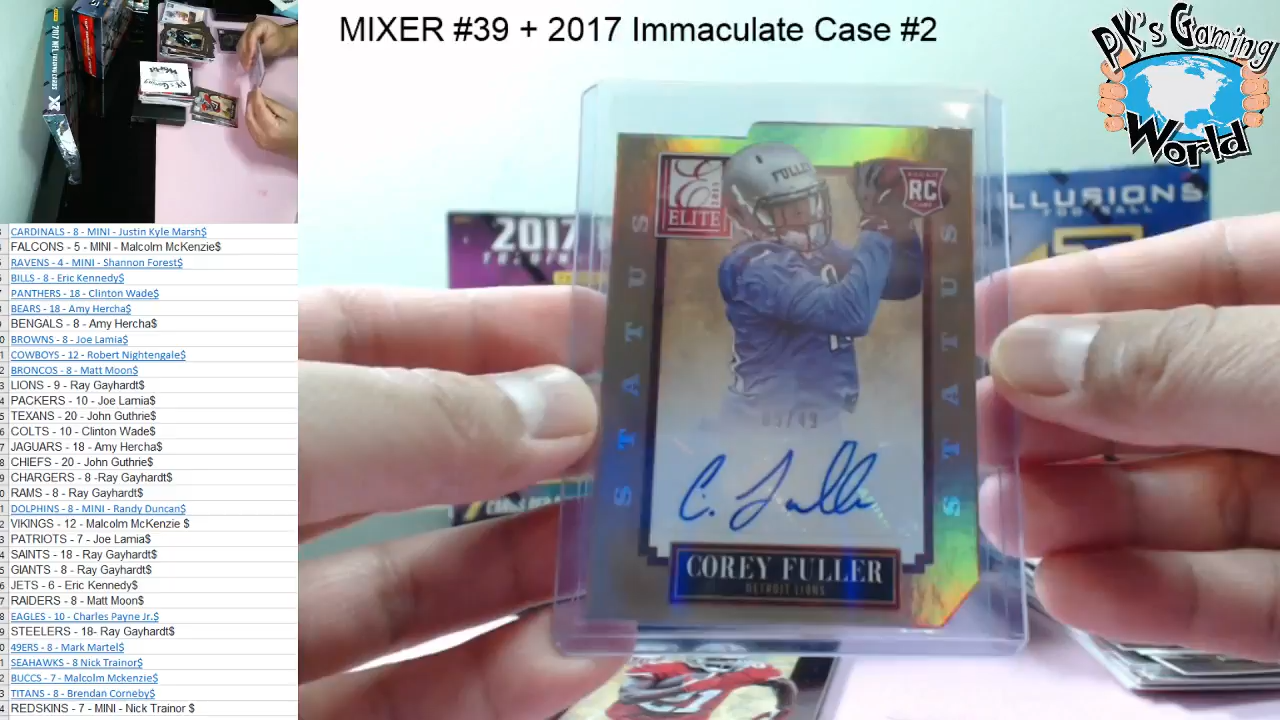 MIXER #39 + 2017 Immaculate Case #2
PK's Gaming
World
CARDINALS - 8 - MINI - Justin Kyle Marsh$
FALCONS - 5 - MINI - Malcolm McKenzie$
RAVENS - 4 - MINI - Shannon Forest$
BILLS - 8 - Eric Kennedy$
PANTHERS - 18 - Clinton Wade$
BEARS - 18 - Amy Hercha$
BENGALS - 8 - Amy Hercha$
BROWNS - 8 - Joe Lamia$
COWBOYS - 12 - Robert Nightengale$
BRONCOS - 8 - Matt Moon$
LIONS - 9 - Ray Gayhardt$
PACKERS - 10 - Joe Lamia$
TEXANS - 20 - John Guthrie$
COLTS - 10 - Clinton Wade$
JAGUARS - 18 - Amy Hercha$
CHIEFS - 20 - John Guthrie$
CHARGERS - 8 -Ray Gayhardt$
RAMS - 8 - Ray Gayhardt$
DOLPHINS - 8 - MINI - Randy Duncan$
VIKINGS - 12 - Malcolm McKenzie $
PATRIOTS - 7 - Joe Lamia$
SAINTS - 18 - Ray Gayhardt$
GIANTS - 8 - Ray Gayhardt$
JETS - 6 - Eric Kennedy$
RAIDERS - 8 - Matt Moon$
EAGLES - 10 - Charles Payne Jr.$
STEELERS - 18- Ray Gayhardt$
49ERS - 8 - Mark Martel$
SEAHAWKS - 8 Nick Trainor$
BUCCS - 7 - Malcolm Mckenzie$
TITANS - 8 - Brendan Corneby$
REDSKINS - 7 - MINI - Nick Trainor $
2017
ILLUSIONS
FOOTBALL
FULLER
2013
ELITE
ROOKIE
RC
STATUS
STATUS
C. Fuller
COREY FULLER
DETROIT LIONS